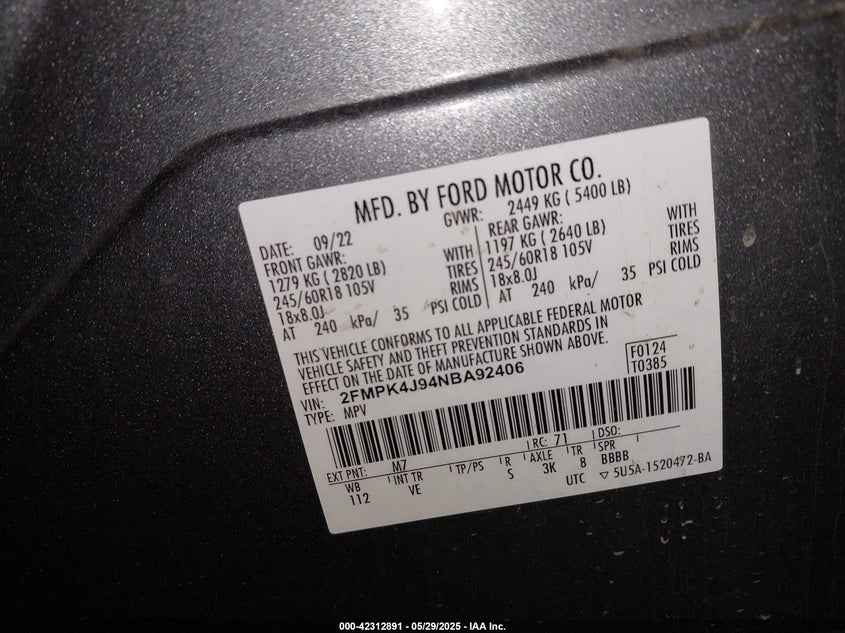 MFD. BY FORD MOTOR CO.
DATE: 09/22
GVWR: 2449 KG ( 5400 LB)
FRONT GAWR:
1279 KG ( 2820 LB)
245/60R18 105V
18x8.0J
AT 240 kPa/ 35 PSI COLD
WITH
TIRES
RIMS
REAR GAWR:
1197 KG ( 2640 LB)
245/60R18 105V
18x8.0J
AT 240 kPa/ 35 PSI COLD
WITH
TIRES
RIMS
THIS VEHICLE CONFORMS TO ALL APPLICABLE FEDERAL MOTOR
VEHICLE SAFETY AND THEFT PREVENTION STANDARDS IN
EFFECT ON THE DATE OF MANUFACTURE SHOWN ABOVE.
VIN: 2FMPK4J94NBA92406
TYPE: MPV
F0124
T0385
EXT PNT: M7
RC: 71
DSO:
WB
112
INT TR
VE
TP/PS
R
S
AXLE
3K
TR
8
SPR
BBBB
UTC ▽ 5U5A-1520472-BA
000-42312891 - 05/29/2025 - IAA Inc.